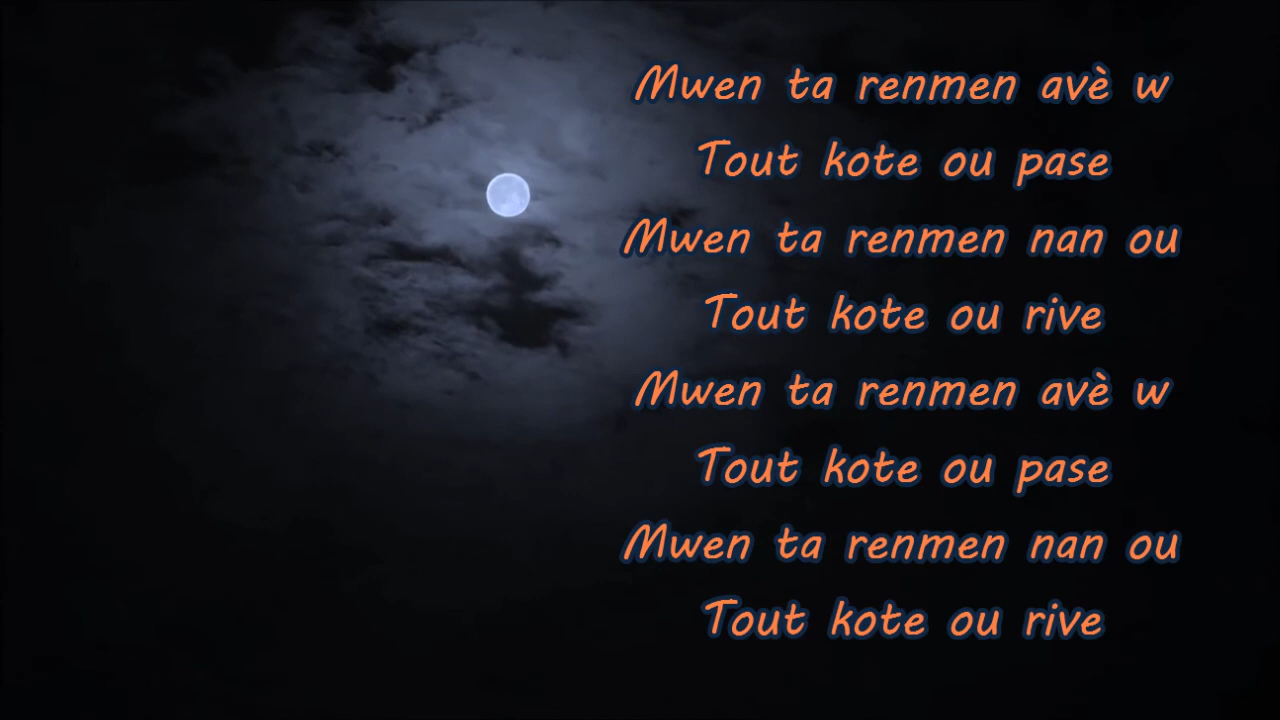 Mwen ta renmen avè w
Tout kote ou pase
Mwen ta renmen nan ou
Tout kote ou rive
Mwen ta renmen avè w
Tout kote ou pase
Mwen ta renmen nan ou
Tout kote ou rive